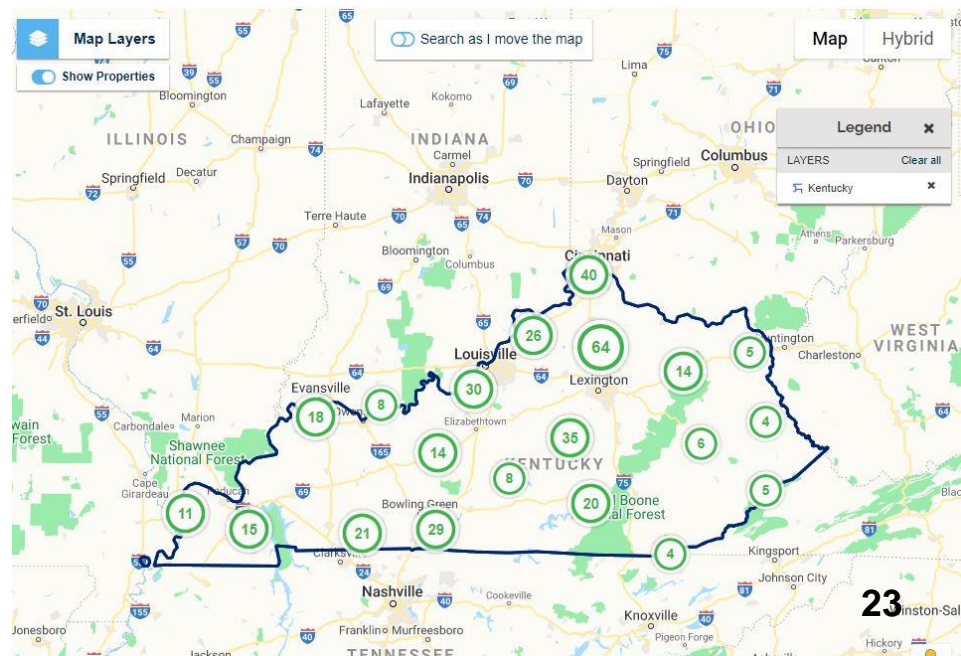 Map Layers
Search as I move the map
Map
Hybrid
Show Properties
Lima
Bloomington
Kokomo
Lafayette
Legend
ILLINOIS
Champaign
INDIANA
OHIO
Carmel
LAYERS
Clear all
Springfield
Decatur
Indianapolis
Springfield
Columbus
Dayton
Kentucky
Terre Haute
Mason
Athens
Parkersburg
Bloomington
Columbus
Cincinnati
40
St. Louis
26
64
WEST
VIRGINIA
Louisville
5
Charleston
14
Lexington
30
Evansville
8
18
Marion
Carbondale
Elizabethtown
4
Shawnee
National Forest
14
35
6
KENTUCKY
8
Cape
Girardeau
5
Bowling Green
20
11
15
21
29
4
Kingsport
Johnson City
Nashville
Cookeville
23
Knoxville
Jonesboro
Franklin
Murfreesboro
Pigeon Forge
Hickory
Jackson
TENNESSEE